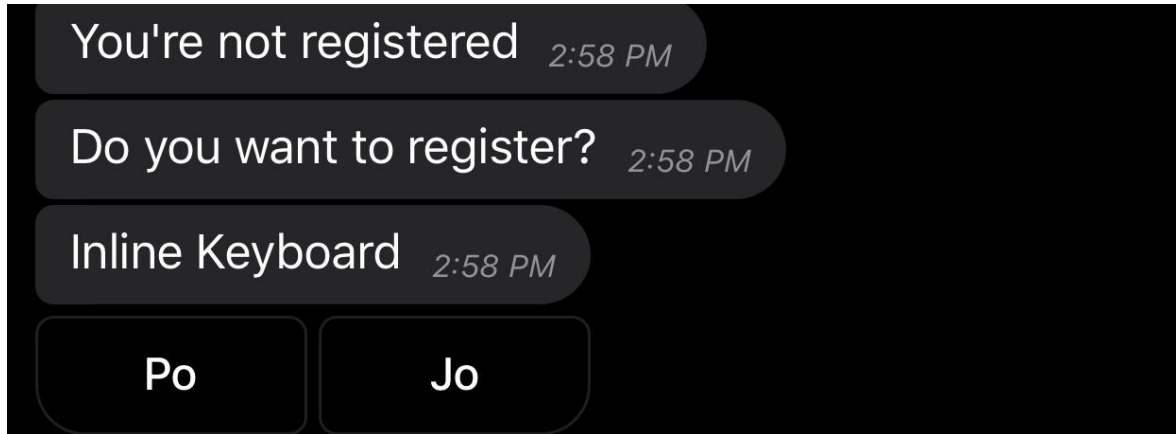 You're not registered 2:58 PM
Do you want to register? 2:58 PM
Inline Keyboard 2:58 PM
Po Jo